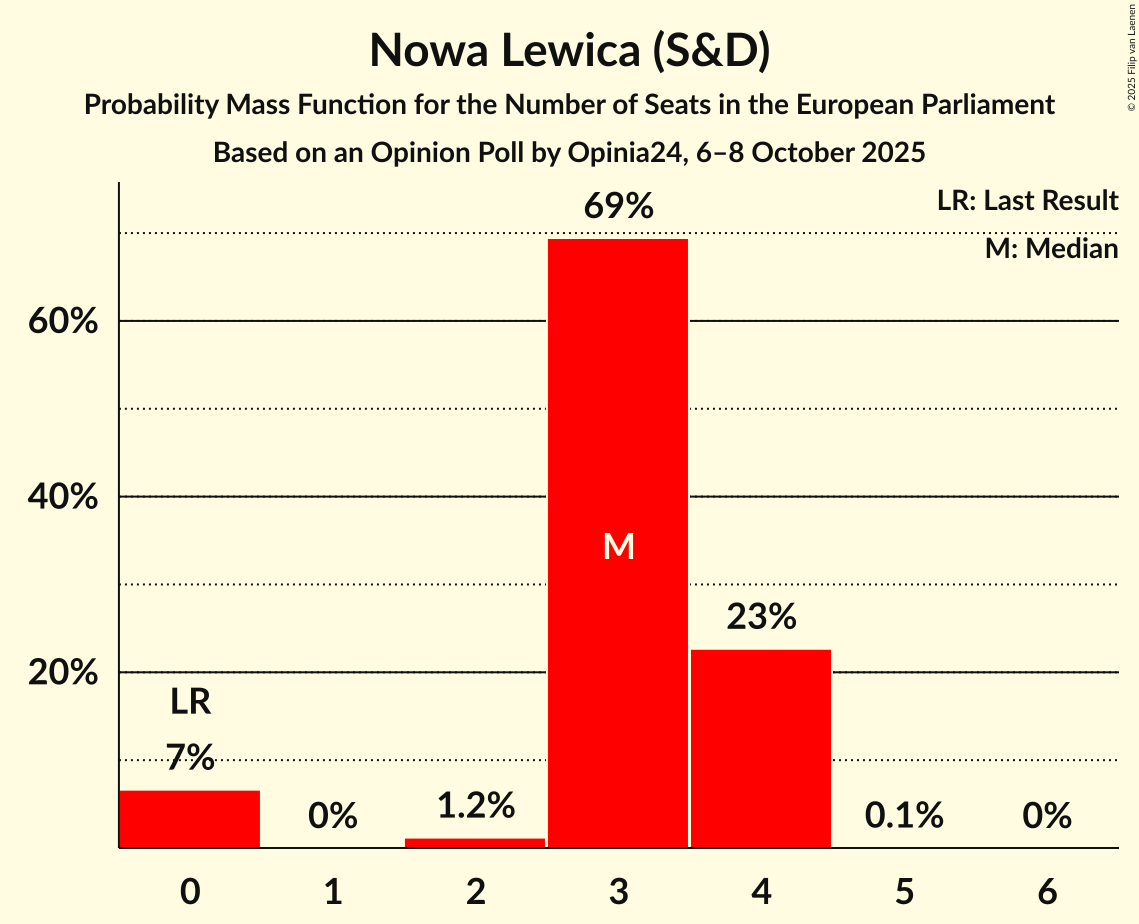 Nowa Lewica (S&D)
Probability Mass Function for the Number of Seats in the European Parliament
Based on an Opinion Poll by Opinia24, 6–8 October 2025
© 2025 Filip van Laenen
LR: Last Result
M: Median
69%
60%
40%
20%
M
23%
LR
7%
0%
1.2%
0.1%
0%
0 1 2 3 4 5 6